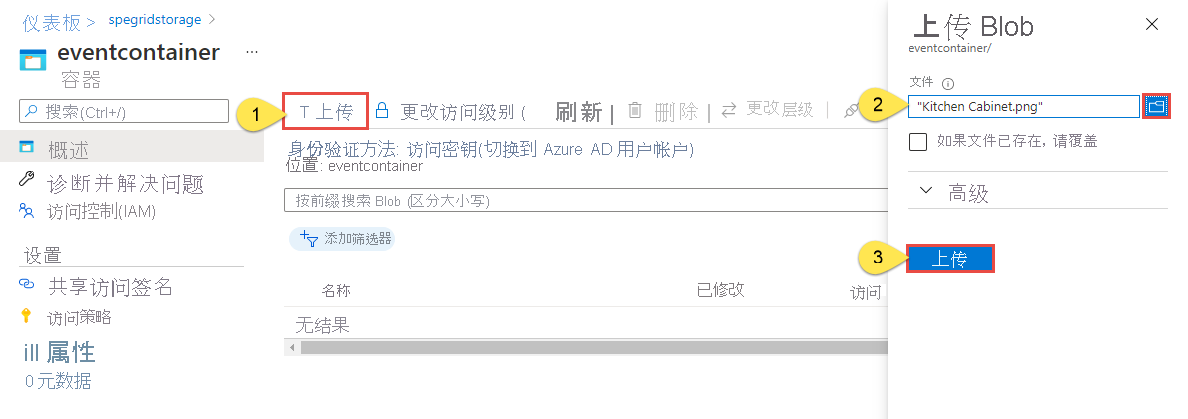 仪表板 > spegridstorage >
eventcontainer ...
容器
搜索(Ctrl+/)
概述
诊断并解决问题
访问控制(IAM)
设置
共享访问签名
访问策略
ill 属性
0 元数据
1
T 上传 更改访问级别 ( 刷新 | 删除 | 更改层级 |
身份验证方法: 访问密钥(切换到 Azure AD 用户帐户)
位置: eventcontainer
按前缀搜索 Blob (区分大小写)
添加筛选器
名称 已修改 访问
无结果
上传 Blob
eventcontainer/
文件
2
"Kitchen Cabinet.png"
如果文件已存在, 请覆盖
高级
3
上传